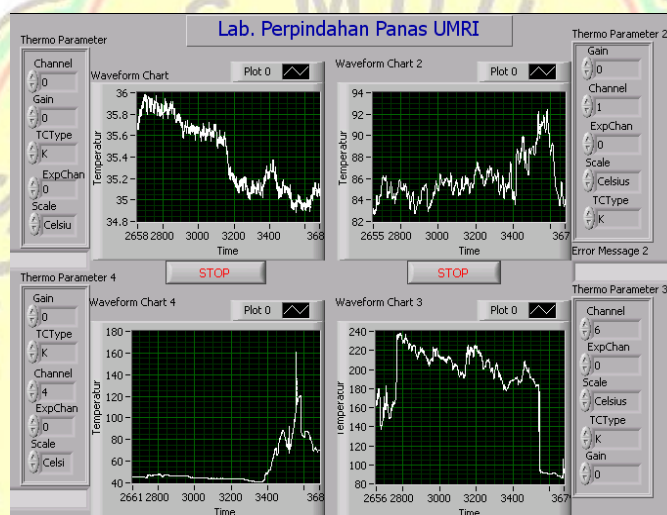 Lab. Perpindahan Panas UMRI
Thermo Parameter
Channel
0
Gain
0
TCType
K
ExpChan
0
Scale
Celsiu
Waveform Chart
Plot 0
Temperatur
36
35.8
35.6
35.4
35.2
35
34.8
2658 2800 3000 3200 3400 368
Time
STOP
Waveform Chart 2
Plot 0
Temperatur
94
92
90
88
86
84
82
2655 2800 3000 3200 3400 367
Time
STOP
Thermo Parameter 2
Gain
0
Channel
1
ExpChan
0
Scale
Celsius
TCType
K
Error Message 2
Thermo Parameter 4
Gain
0
TCType
K
Channel
4
ExpChan
0
Scale
Celsi
Waveform Chart 4
Plot 0
Temperatur
180
160
140
120
100
80
60
40
2661 2800 3000 3200 3400 368
Time
Waveform Chart 3
Plot 0
Temperatur
240
220
200
180
160
140
120
100
80
2656 2800 3000 3200 3400 367
Time
Thermo Parameter 3
Channel
6
ExpChan
0
Scale
Celsius
TCType
K
Gain
0